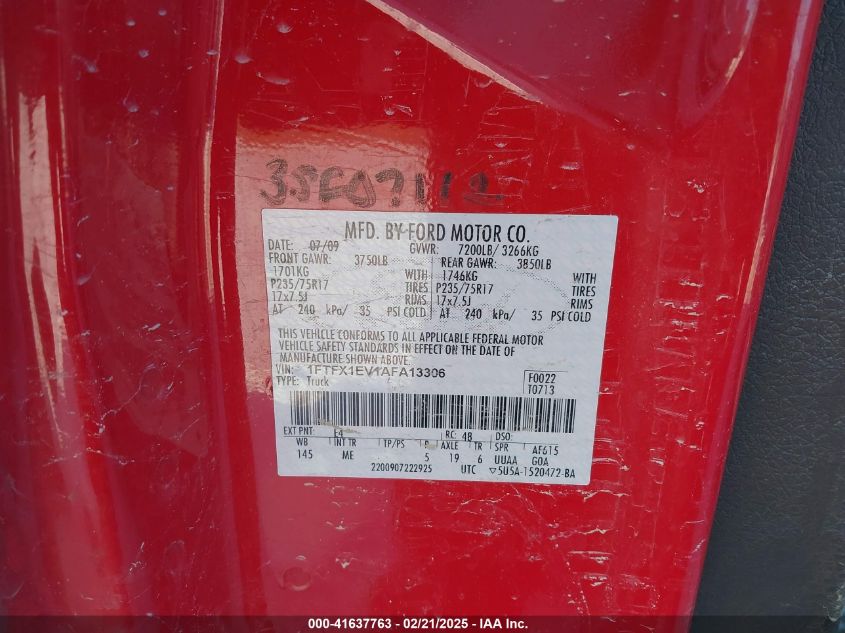 MFD. BY FORD MOTOR CO.
DATE: 07/09 GVWR: 7200LB/ 3266KG
FRONT GAWR: 3750LB REAR GAWR: 3850LB
1701KG WITH 1746KG WITH
P235/75R17 TIRES P235/75R17 TIRES
17x7.5J RIMS 17x7.5J RIMS
AT 240 kPa/ 35 PSI COLD AT 240 kPa/ 35 PSI COLD
THIS VEHICLE CONFORMS TO ALL APPLICABLE FEDERAL MOTOR
VEHICLE SAFETY STANDARDS IN EFFECT ON THE DATE OF
MANUFACTURE SHOWN ABOVE.
VIN: 1FTFX1EV1AFA13306
TYPE: Truck
F0022
T0713
EXT PNT: E4 RC: 48 DSO:
WB INT TR TP/PS R AXLE TR SPR AF615
145 ME 5 19 6 UUAA GOA
2200907222925 UTC ▽5U5A-1520472-BA
000-41637763 - 02/21/2025 - IAAI, Inc.